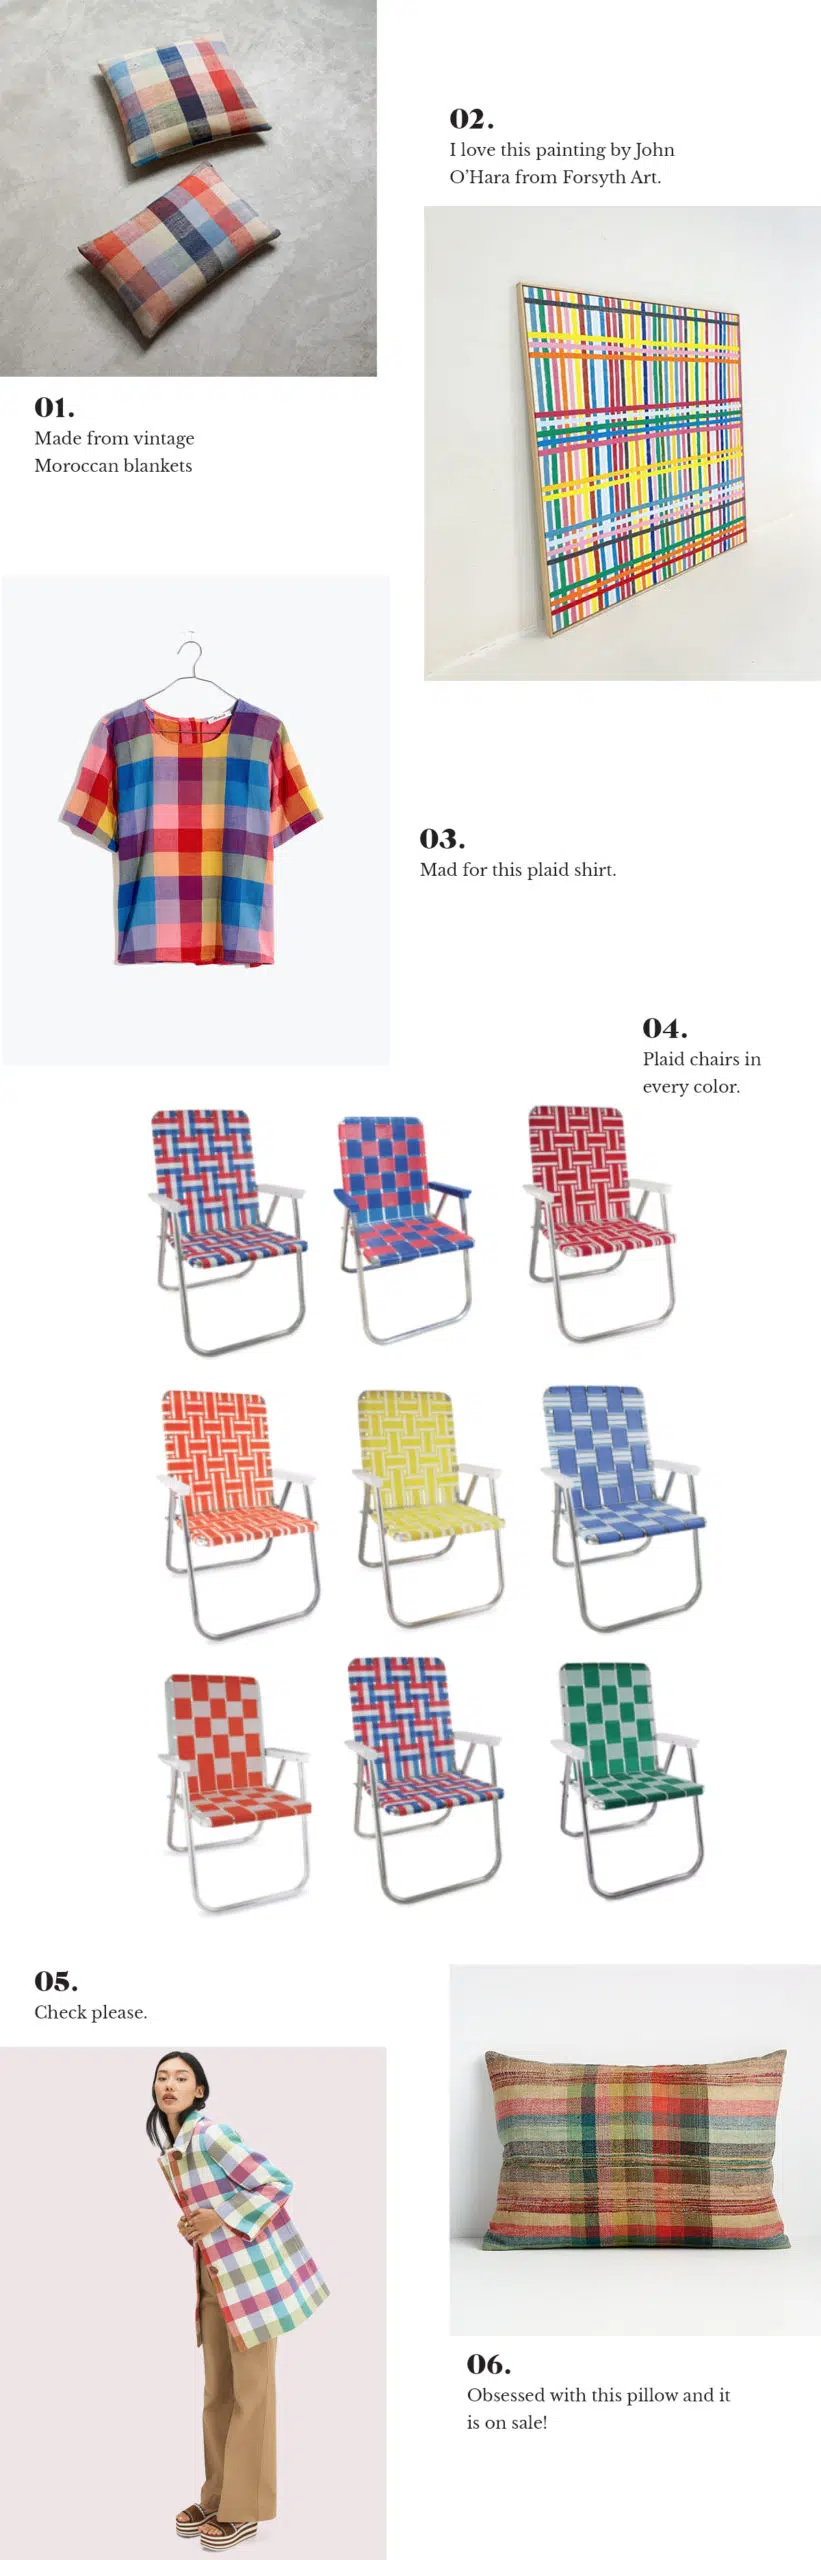 01.
Made from vintage
Moroccan blankets
02.
I love this painting by John
O’Hara from Forsyth Art.
03.
Mad for this plaid shirt.
04.
Plaid chairs in
every color.
05.
Check please.
06.
Obsessed with this pillow and it
is on sale!